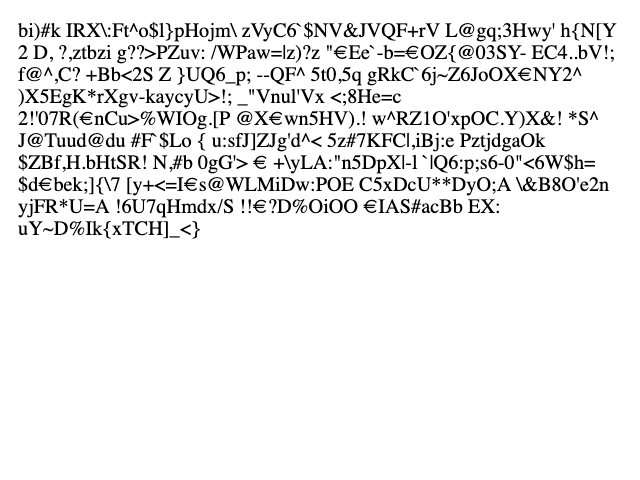 bi)#k IRX\:Ft^o$l}pHojm\ zVyC6`$NV&JVQF+rV L@gq;3Hwy' h{N[Y
2 D, ?,ztbzi g??>PZuv: /WPaw=|z)?z "€Ee`-b=€OZ{@03SY- EC4..bV!;
f@^,C? +Bb<2S Z }UQ6_p; --QF^ 5t0,5q gRkC`6j~Z6JoOX€NY2^
)X5EgK*rXgv-kaycyU>!; _"Vnul'Vx <;8He=c
2!'07R(€nCu>%WIOg.[P @X€wn5HV).! w^RZ1O'xpOC.Y)X&! *S^
J@Tuud@du #F`$Lo { u:sfJ]ZJg'd^< 5z#7KFC|,iBj:e PztjdgaOk
$ZBf,H.bHtSR! N,#b 0gG'> € +\yLA:"n5DpX|-l `|Q6:p;s6-0"<6W$h=
$d€bek;]{\7 [y+<=I€s@WLMiDw:POE C5xDcU**DyO;A \&B8O'e2n
yjFR*U=A !6U7qHmdx/S !!€?D%OiOO €IAS#acBb EX:
uY~D%Ik{xTCH]_<}